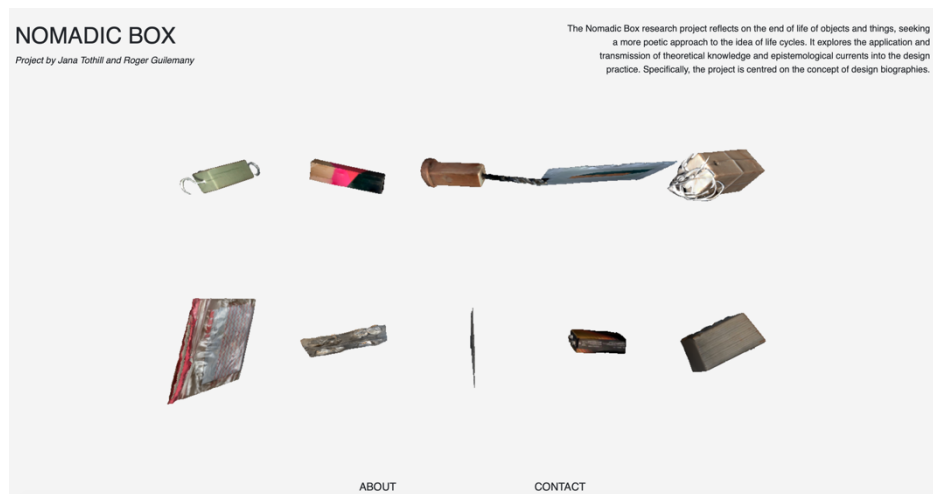 NOMADIC BOX
Project by Jana Tothill and Roger Guilemany
The Nomadic Box research project reflects on the end of life of objects and things, seeking
a more poetic approach to the idea of life cycles. It explores the application and
transmission of theoretical knowledge and epistemological currents into the design
practice. Specifically, the project is centred on the concept of design biographies.
ABOUT
CONTACT